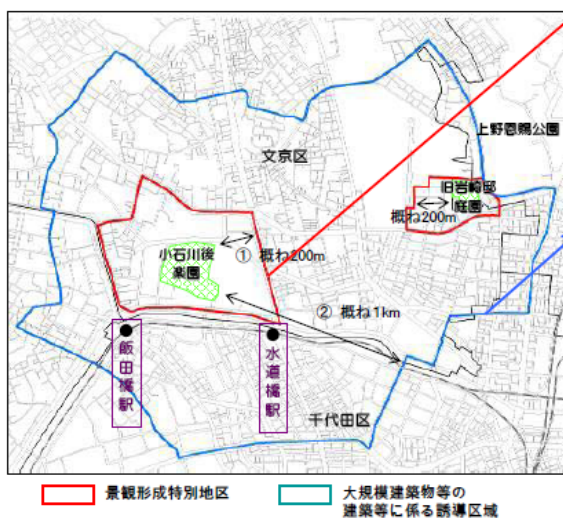 上野恩賜公園
文京区
旧岩崎邸
庭園
概ね200m
小石川後
楽園
① 概ね200m
② 概ね1km
飯田橋駅
水道橋駅
千代田区
景観形成特別地区
大規模建築物等の
建築等に係る誘導区域